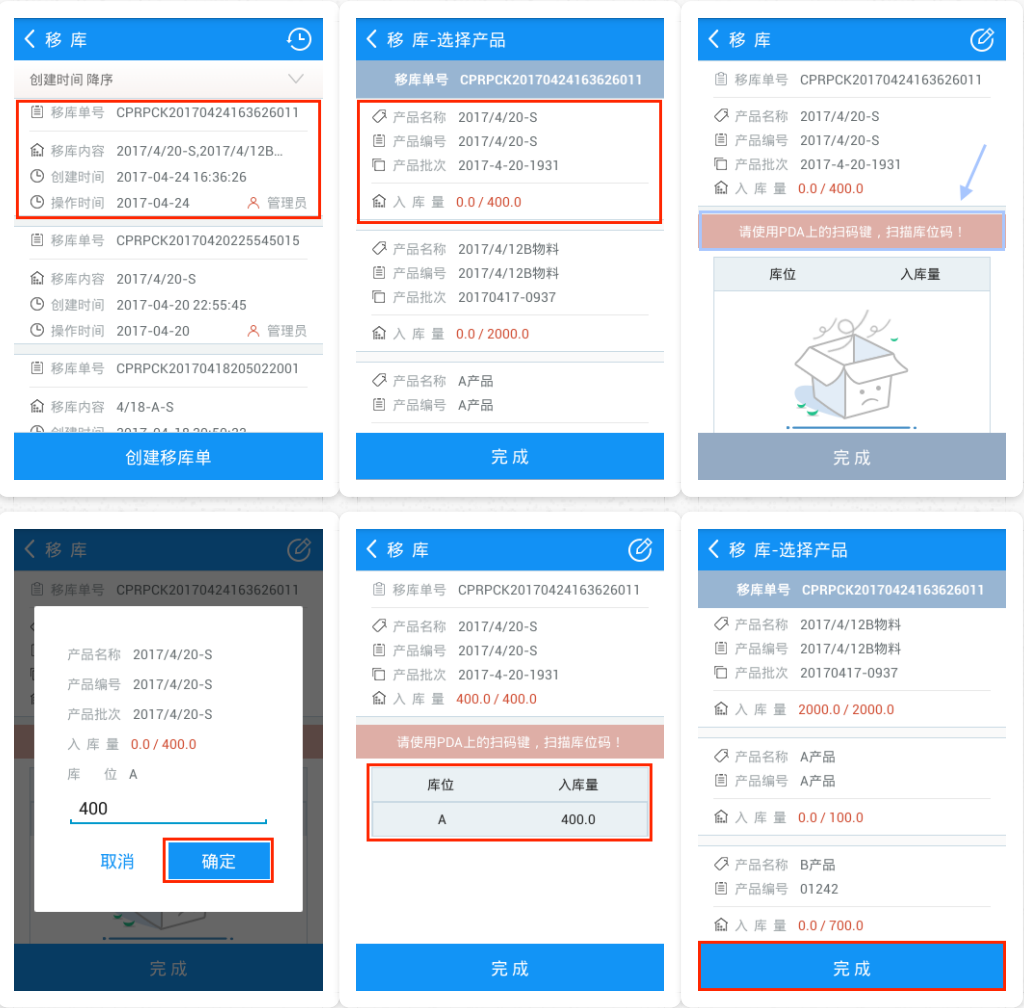 移 库
创建时间 降序
移库单号 CPRPCK20170424163626011
移库内容 2017/4/20-S,2017/4/12B...
创建时间 2017-04-24 16:36:26
操作时间 2017-04-24 管理员
移库单号 CPRPCK20170420225545015
移库内容 2017/4/20-S
创建时间 2017-04-20 22:55:45
操作时间 2017-04-20 管理员
移库单号 CPRPCK20170418205022001
移库内容 4/18-A-S
创建移库单
移 库-选择产品
移库单号 CPRPCK20170424163626011
产品名称 2017/4/20-S
产品编号 2017/4/20-S
产品批次 2017-4-20-1931
入 库 量 0.0 / 400.0
产品名称 2017/4/12B物料
产品编号 2017/4/12B物料
产品批次 20170417-0937
入 库 量 0.0 / 2000.0
产品名称 A产品
产品编号 A产品
完 成
移 库
移库单号 CPRPCK20170424163626011
产品名称 2017/4/20-S
产品编号 2017/4/20-S
产品批次 2017-4-20-1931
入 库 量 0.0 / 400.0
请使用PDA上的扫码键，扫描库位码！
库位 入库量
完 成
移 库
移库单号 CPRPCK20170424163626011
产品名称 2017/4/20-S
产品编号 2017/4/20-S
产品批次 2017/4/20-S
入 库 量 0.0 / 400.0
库 位 A
400
取消 确定
完 成
移 库
移库单号 CPRPCK20170424163626011
产品名称 2017/4/20-S
产品编号 2017/4/20-S
产品批次 2017-4-20-1931
入 库 量 400.0 / 400.0
请使用PDA上的扫码键，扫描库位码！
库位 入库量
A 400.0
完 成
移 库-选择产品
移库单号 CPRPCK20170424163626011
产品名称 2017/4/12B物料
产品编号 2017/4/12B物料
产品批次 20170417-0937
入 库 量 2000.0 / 2000.0
产品名称 A产品
产品编号 A产品
入 库 量 0.0 / 100.0
产品名称 B产品
产品编号 01242
入 库 量 0.0 / 700.0
完 成